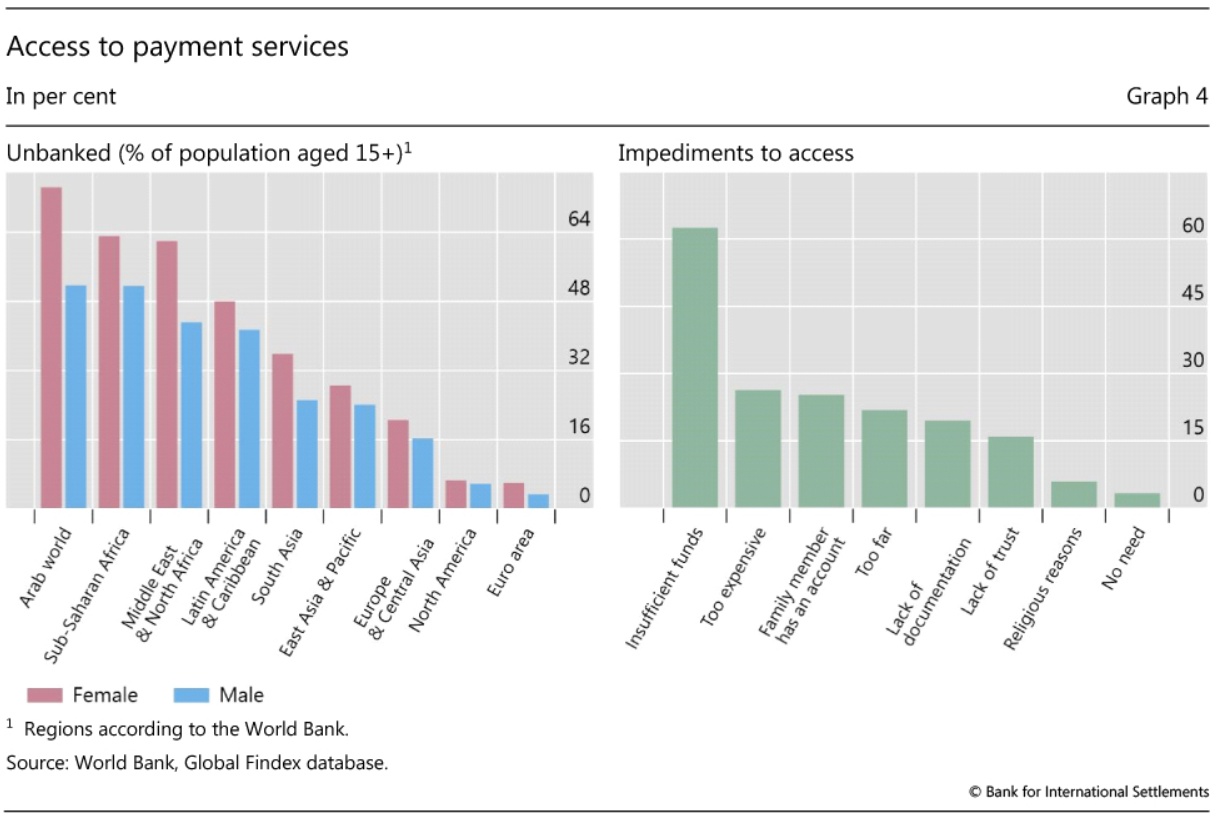 Access to payment services
In per cent
Graph 4
Unbanked (% of population aged 15+)¹
64
48
32
16
0
Arab world
Sub-Saharan Africa
Middle East
& North Africa
Latin America
& Caribbean
South Asia
East Asia & Pacific
Europe
& Central Asia
North America
Euro area
Female
Male
Impediments to access
60
45
30
15
0
Insufficient funds
Too expensive
Family member
has an account
Too far
Lack of
documentation
Lack of trust
Religious reasons
No need
¹ Regions according to the World Bank.
Source: World Bank, Global Findex database.
© Bank for International Settlements